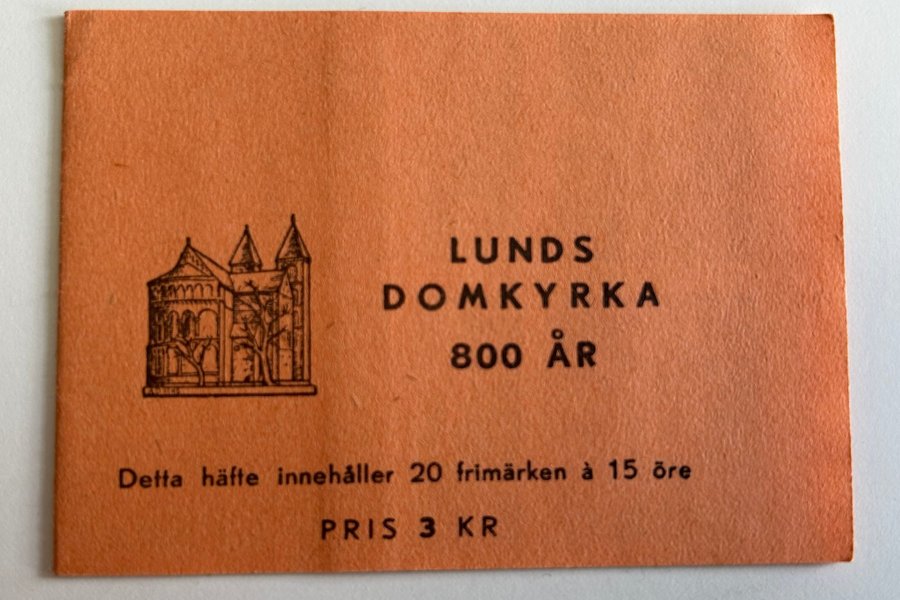 LUNDS
DOMKYRKA
800 ÅR
Detta häfte innehåller 20 frimärken à 15 öre
PRIS 3 KR